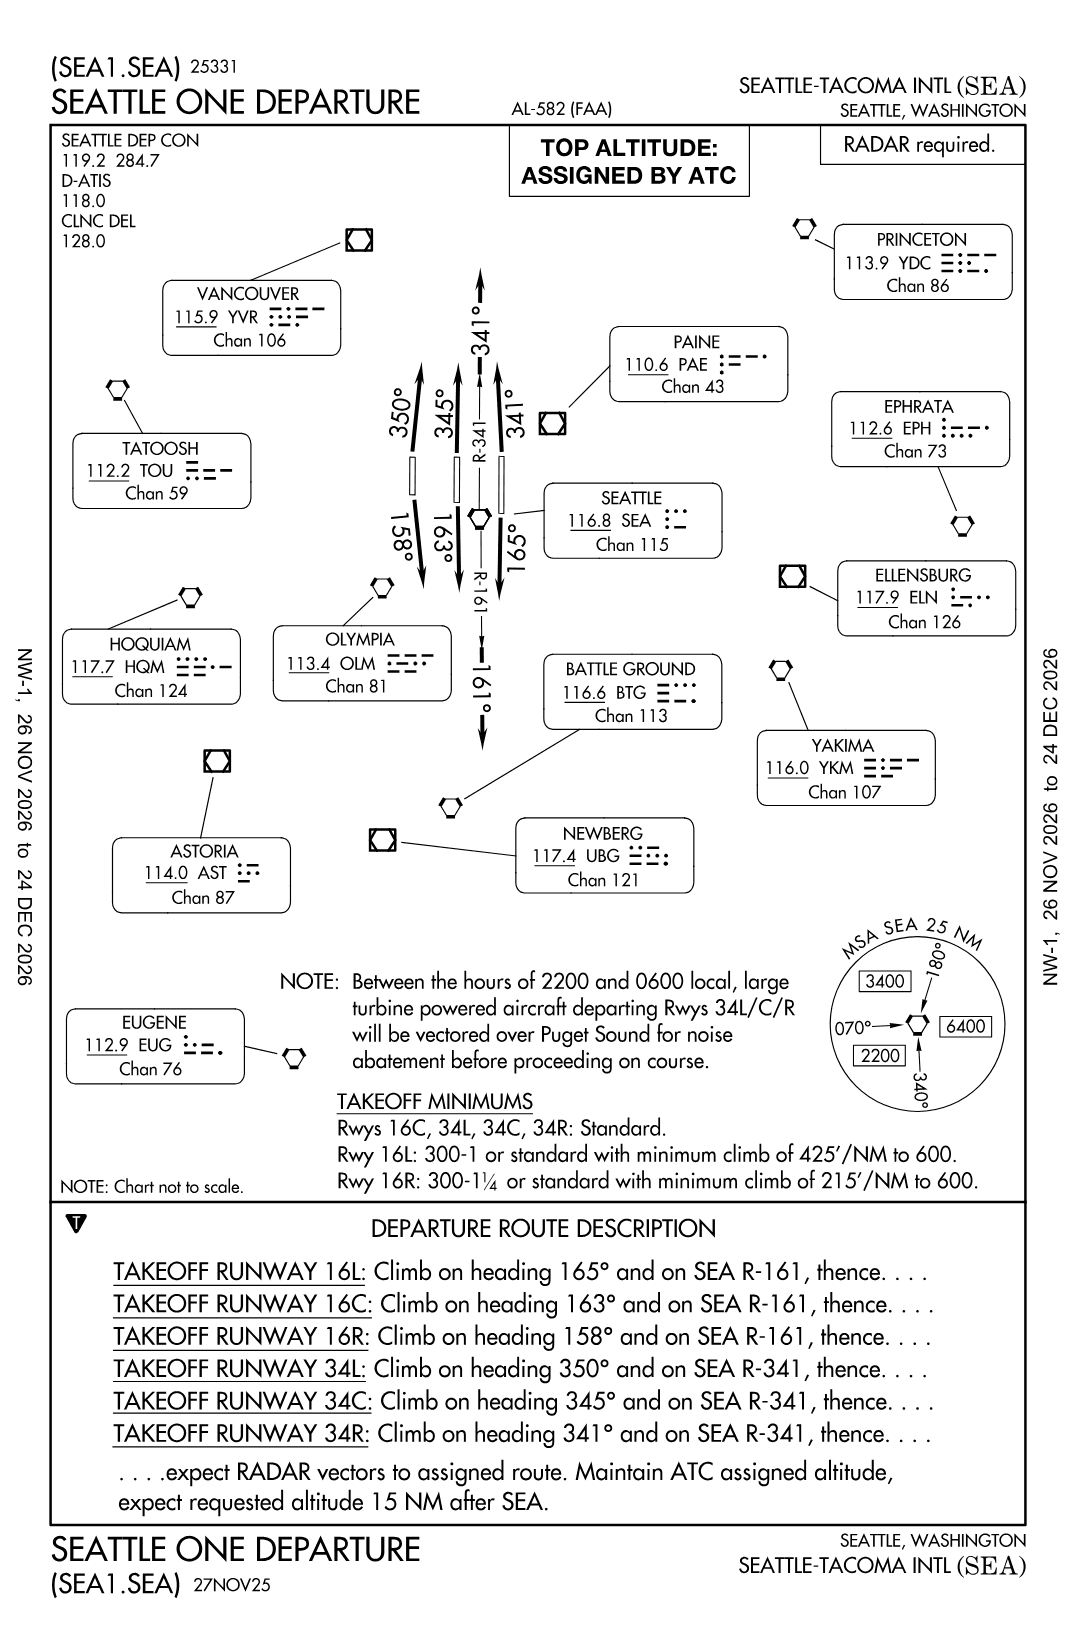 (SEA1.SEA) 25331
SEATTLE ONE DEPARTURE
AL-582 (FAA)
SEATTLE-TACOMA INTL (SEA)
SEATTLE, WASHINGTON
SEATTLE DEP CON
119.2 284.7
D-ATIS
118.0
CLNC DEL
128.0
TOP ALTITUDE:
ASSIGNED BY ATC
RADAR required.
PRINCETON
113.9 YDC
Chan 86
VANCOUVER
115.9 YVR
Chan 106
341°
PAINE
110.6 PAE
Chan 43
350°
345°
R-341
341°
TATOOSH
112.2 TOU
Chan 59
EPHRATA
112.6 EPH
Chan 73
SEATTLE
116.8 SEA
Chan 115
158°
163°
165°
R-161
161°
ELLENSBURG
117.9 ELN
Chan 126
HOQUIAM
117.7 HQM
Chan 124
OLYMPIA
113.4 OLM
Chan 81
BATTLE GROUND
116.6 BTG
Chan 113
YAKIMA
116.0 YKM
Chan 107
ASTORIA
114.0 AST
Chan 87
NEWBERG
117.4 UBG
Chan 121
NW-1, 26 NOV 2026 to 24 DEC 2026
NW-1, 26 NOV 2026 to 24 DEC 2026
MSA SEA 25 NM
180°
3400
070°
6400
2200
340°
EUGENE
112.9 EUG
Chan 76
NOTE: Between the hours of 2200 and 0600 local, large
turbine powered aircraft departing Rwys 34L/C/R
will be vectored over Puget Sound for noise
abatement before proceeding on course.
TAKEOFF MINIMUMS
Rwys 16C, 34L, 34C, 34R: Standard.
Rwy 16L: 300-1 or standard with minimum climb of 425'/NM to 600.
Rwy 16R: 300-1¼ or standard with minimum climb of 215'/NM to 600.
NOTE: Chart not to scale.
T
DEPARTURE ROUTE DESCRIPTION
TAKEOFF RUNWAY 16L: Climb on heading 165° and on SEA R-161, thence. . . .
TAKEOFF RUNWAY 16C: Climb on heading 163° and on SEA R-161, thence. . . .
TAKEOFF RUNWAY 16R: Climb on heading 158° and on SEA R-161, thence. . . .
TAKEOFF RUNWAY 34L: Climb on heading 350° and on SEA R-341, thence. . . .
TAKEOFF RUNWAY 34C: Climb on heading 345° and on SEA R-341, thence. . . .
TAKEOFF RUNWAY 34R: Climb on heading 341° and on SEA R-341, thence. . . .
. . . .expect RADAR vectors to assigned route. Maintain ATC assigned altitude,
expect requested altitude 15 NM after SEA.
SEATTLE ONE DEPARTURE
(SEA1.SEA) 27NOV25
SEATTLE, WASHINGTON
SEATTLE-TACOMA INTL (SEA)